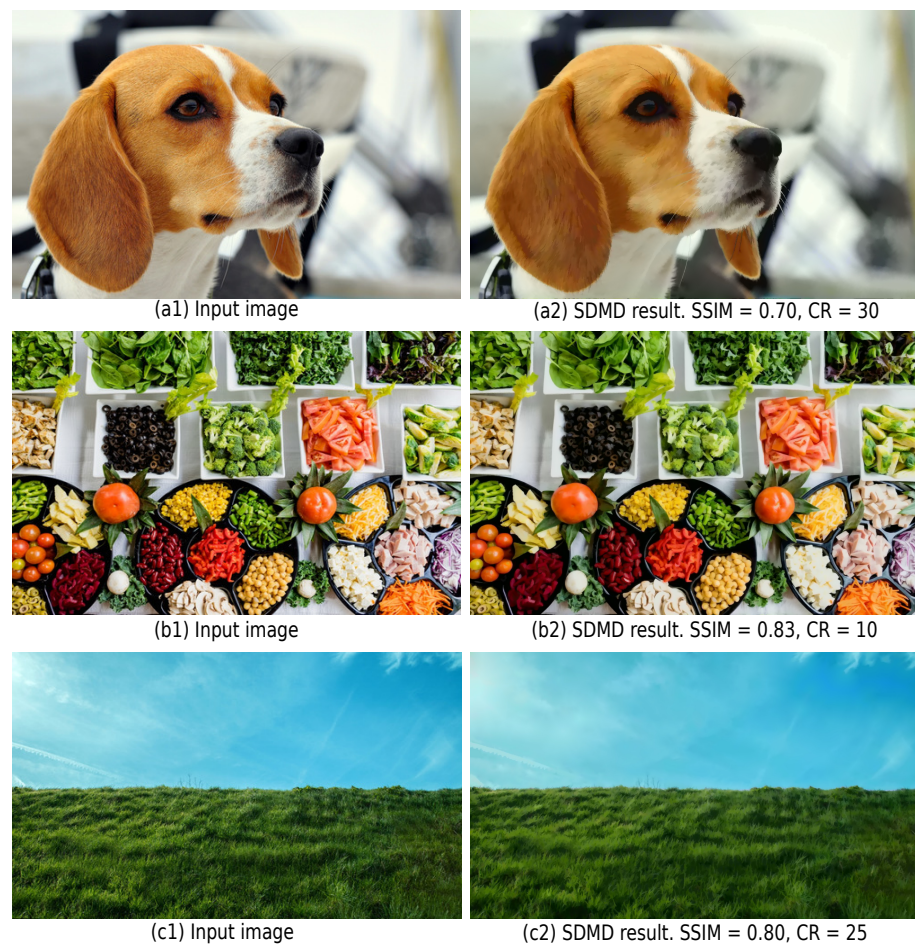 (a1) Input image
(a2) SDMD result. SSIM = 0.70, CR = 30
(b1) Input image
(b2) SDMD result. SSIM = 0.83, CR = 10
(c1) Input image
(c2) SDMD result. SSIM = 0.80, CR = 25